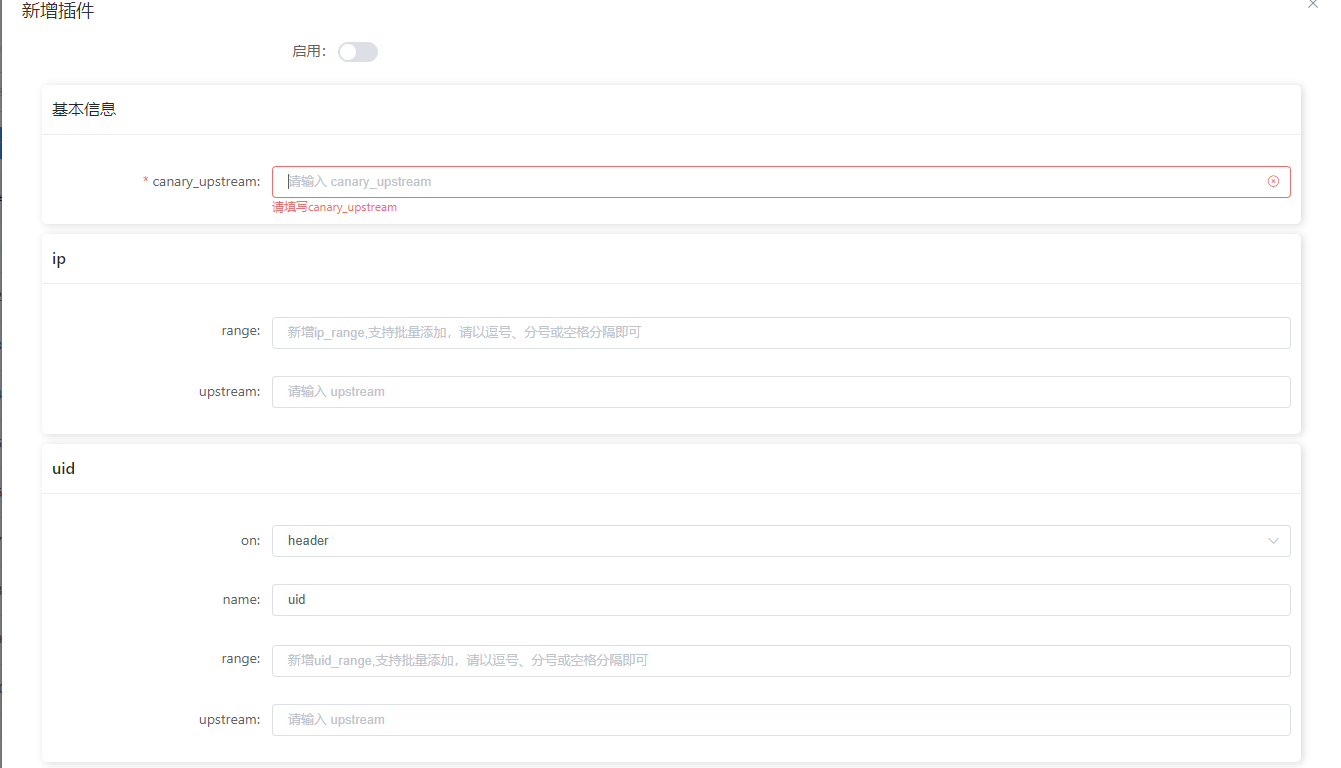 新增插件
启用：
基本信息
* canary_upstream:
请输入 canary_upstream
请填写canary_upstream
ip
range:
新增ip_range,支持批量添加，请以逗号、分号或空格分隔即可
upstream:
请输入 upstream
uid
on:
header
name:
uid
range:
新增uid_range,支持批量添加，请以逗号、分号或空格分隔即可
upstream:
请输入 upstream